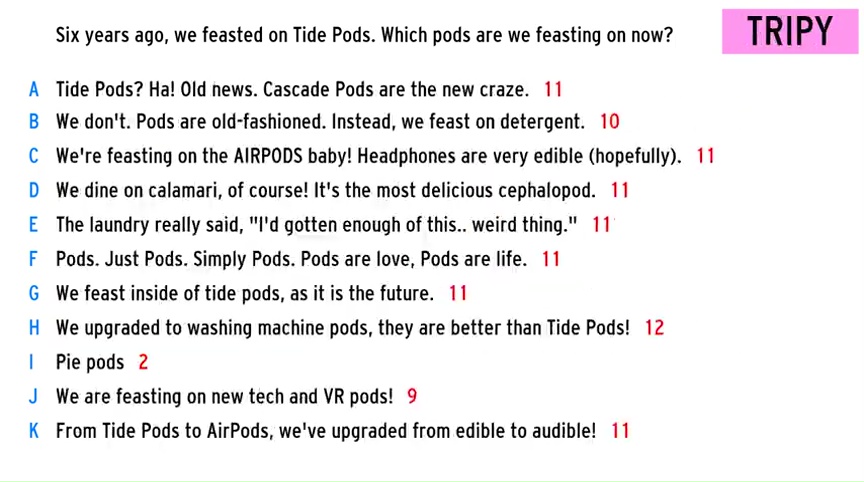 Six years ago, we feasted on Tide Pods. Which pods are we feasting on now?
TRIPY
A Tide Pods? Ha! Old news. Cascade Pods are the new craze. 11
B We don't. Pods are old-fashioned. Instead, we feast on detergent. 10
C We're feasting on the AIRPODS baby! Headphones are very edible (hopefully). 11
D We dine on calamari, of course! It's the most delicious cephalopod. 11
E The laundry really said, "I'd gotten enough of this.. weird thing." 11
F Pods. Just Pods. Simply Pods. Pods are love, Pods are life. 11
G We feast inside of tide pods, as it is the future. 11
H We upgraded to washing machine pods, they are better than Tide Pods! 12
I Pie pods 2
J We are feasting on new tech and VR pods! 9
K From Tide Pods to AirPods, we've upgraded from edible to audible! 11